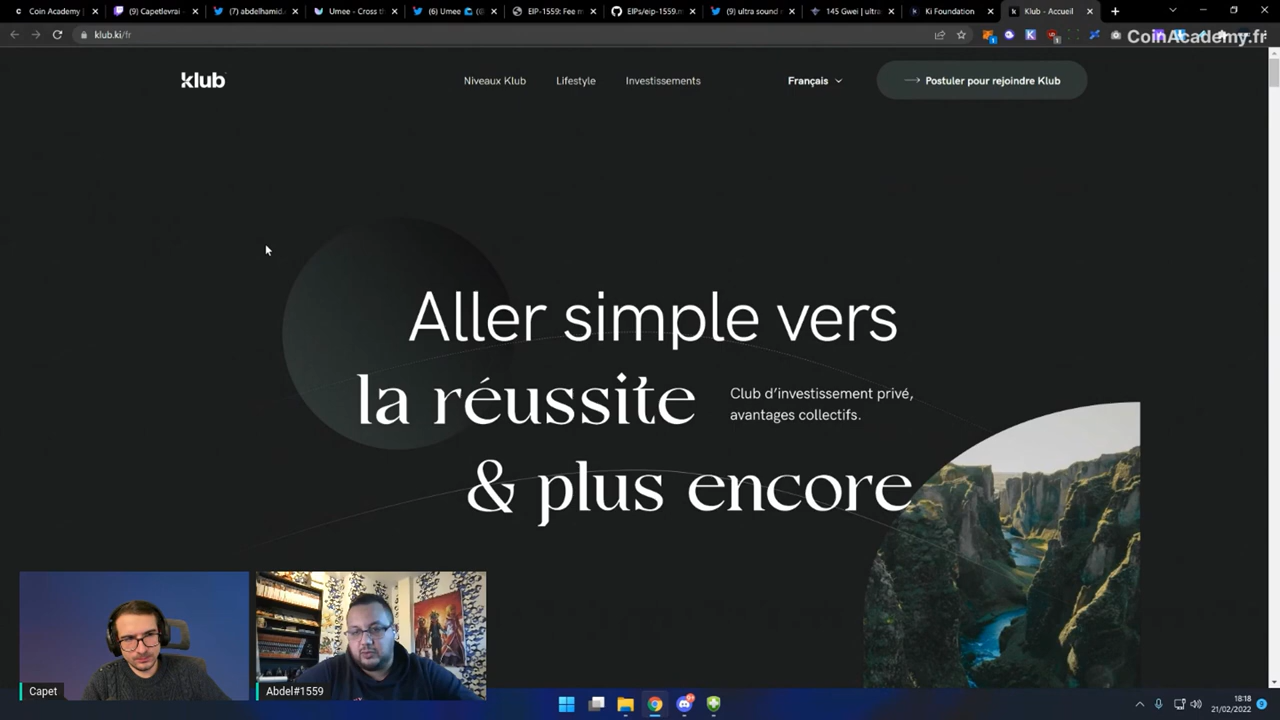 Coin Academy |
(9) Capetlevrai -
(7) abdelhamid.
Umee - Cross th
(6) Umee
EIP-1559: Fee m
EIPs/eip-1559.m
(9) ultra sound
145 Gwei | ultra
Ki Foundation
Klub - Accueil
klub.ki/fr
CoinAcademy.fr
klub
Niveaux Klub
Lifestyle
Investissements
Français
Postuler pour rejoindre Klub
Aller simple vers
la réussite
Club d’investissement privé,
avantages collectifs.
& plus encore
Capet
Abdel#1559
18:18
21/02/2022